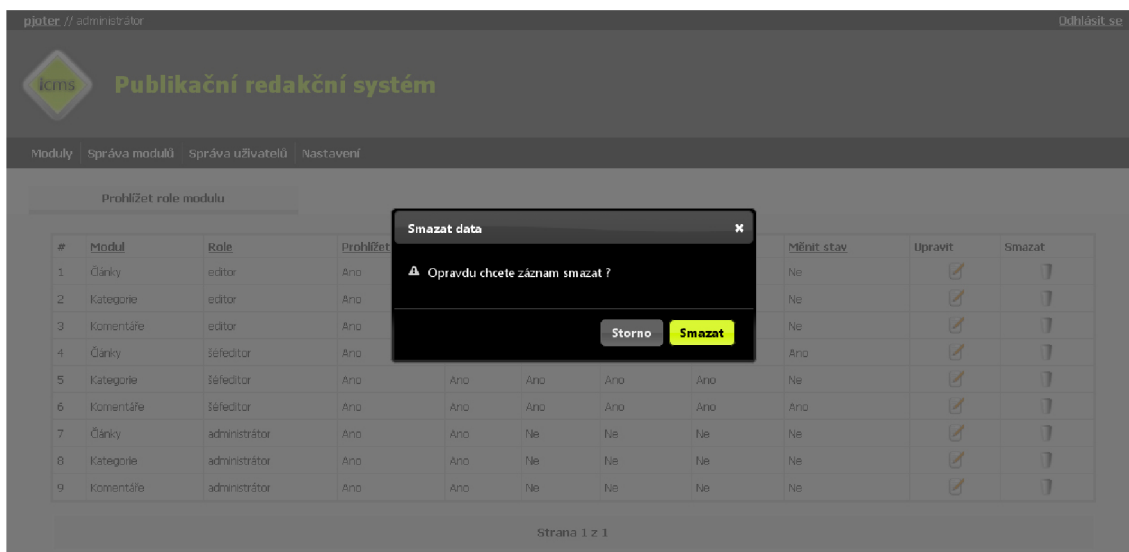 pjoter // administrátor Odhlásit se
icms Publikační redakční systém
Moduly Správa modulů Správa uživatelů Nastavení
Prohlížet role modulu
Smazat data
# Modul Role Prohlížet Měnit stav Upravit Smazat
1 Články editor Ano Ne
Opravdu chcete záznam smazat ?
2 Kategorie editor Ano Ne
3 Komentáře editor Ano Ne
Storno Smazat
4 Články šéfeditor Ano Ano
5 Kategorie šéfeditor Ano Ano Ano Ano Ano Ne
6 Komentáře šéfeditor Ano Ano Ano Ano Ano Ano
7 Články administrátor Ano Ano Ne Ne Ne Ne
8 Kategorie administrátor Ano Ano Ne Ne Ne Ne
9 Komentáře administrátor Ano Ano Ne Ne Ne Ne
Strana 1 z 1